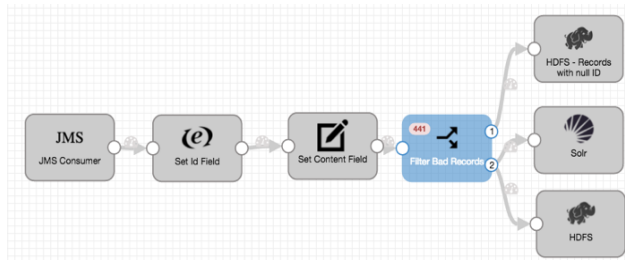 HDFS - Records
with null ID
JMS
JMS Consumer
(e)
Set Id Field
Set Content Field
441
1
2
Filter Bad Records
Solr
HDFS